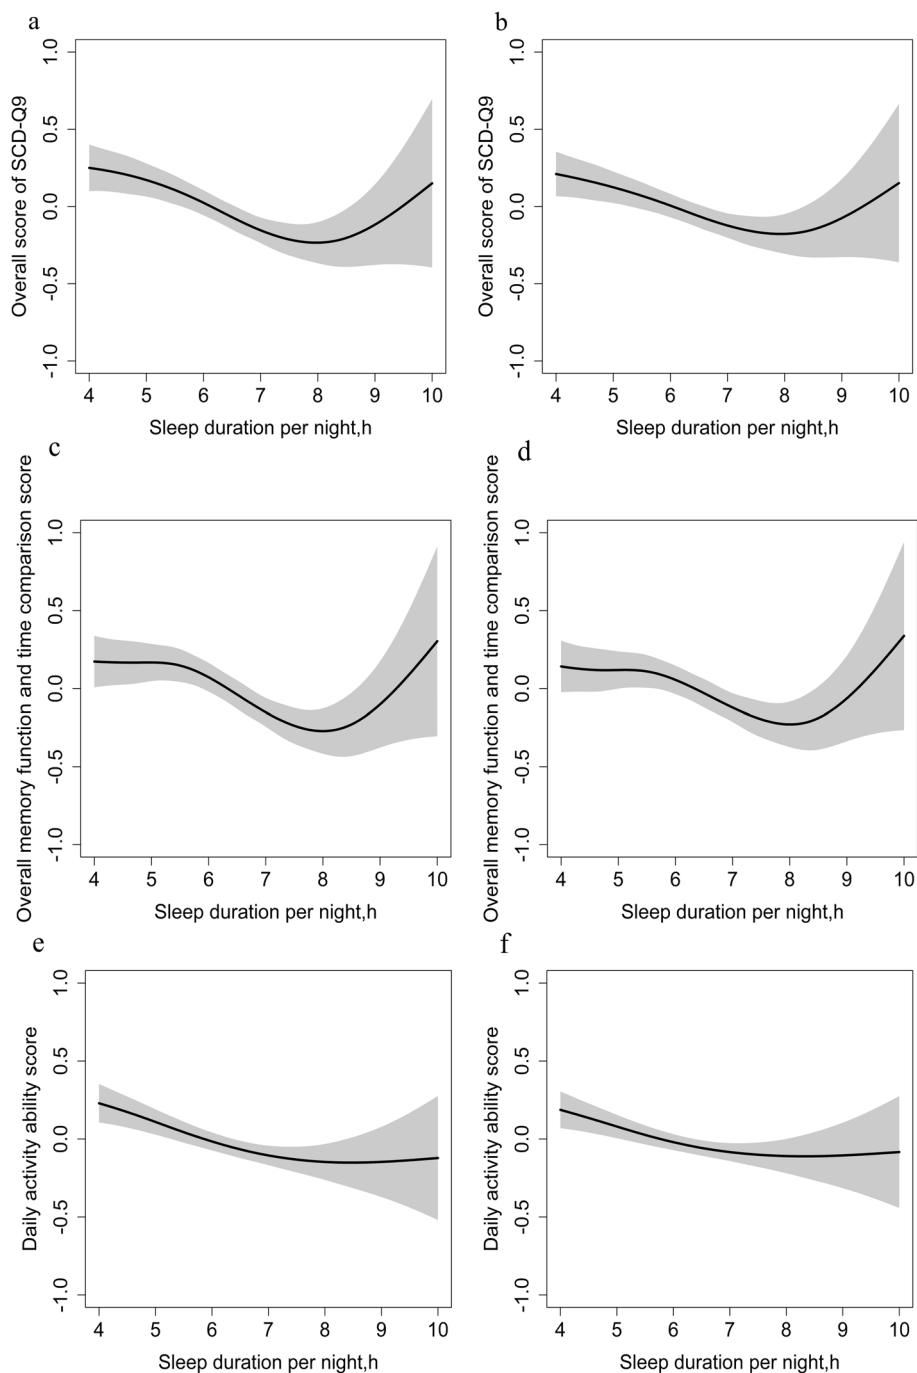 a
Overall score of SCD-Q9
1.0
0.5
0.0
-0.5
-1.0
4 5 6 7 8 9 10
Sleep duration per night,h
b
Overall score of SCD-Q9
1.0
0.5
0.0
-0.5
-1.0
4 5 6 7 8 9 10
Sleep duration per night,h
c
Overall memory function and time comparison score
1.0
0.5
0.0
-0.5
-1.0
4 5 6 7 8 9 10
Sleep duration per night,h
d
Overall memory function and time comparison score
1.0
0.5
0.0
-0.5
-1.0
4 5 6 7 8 9 10
Sleep duration per night,h
e
Daily activity ability score
1.0
0.5
0.0
-0.5
-1.0
4 5 6 7 8 9 10
Sleep duration per night,h
f
Daily activity ability score
1.0
0.5
0.0
-0.5
-1.0
4 5 6 7 8 9 10
Sleep duration per night,h